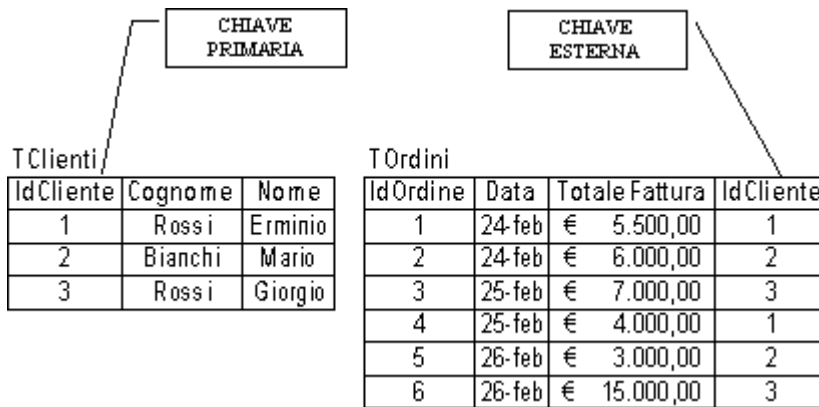 CHIAVE
PRIMARIA
CHIAVE
ESTERNA
TClienti
IdCliente Cognome Nome
1 Rossi Erminio
2 Bianchi Mario
3 Rossi Giorgio
TOrdini
IdOrdine Data Totale Fattura IdCliente
1 24-feb € 5.500,00 1
2 24-feb € 6.000,00 2
3 25-feb € 7.000,00 3
4 25-feb € 4.000,00 1
5 26-feb € 3.000,00 2
6 26-feb € 15.000,00 3